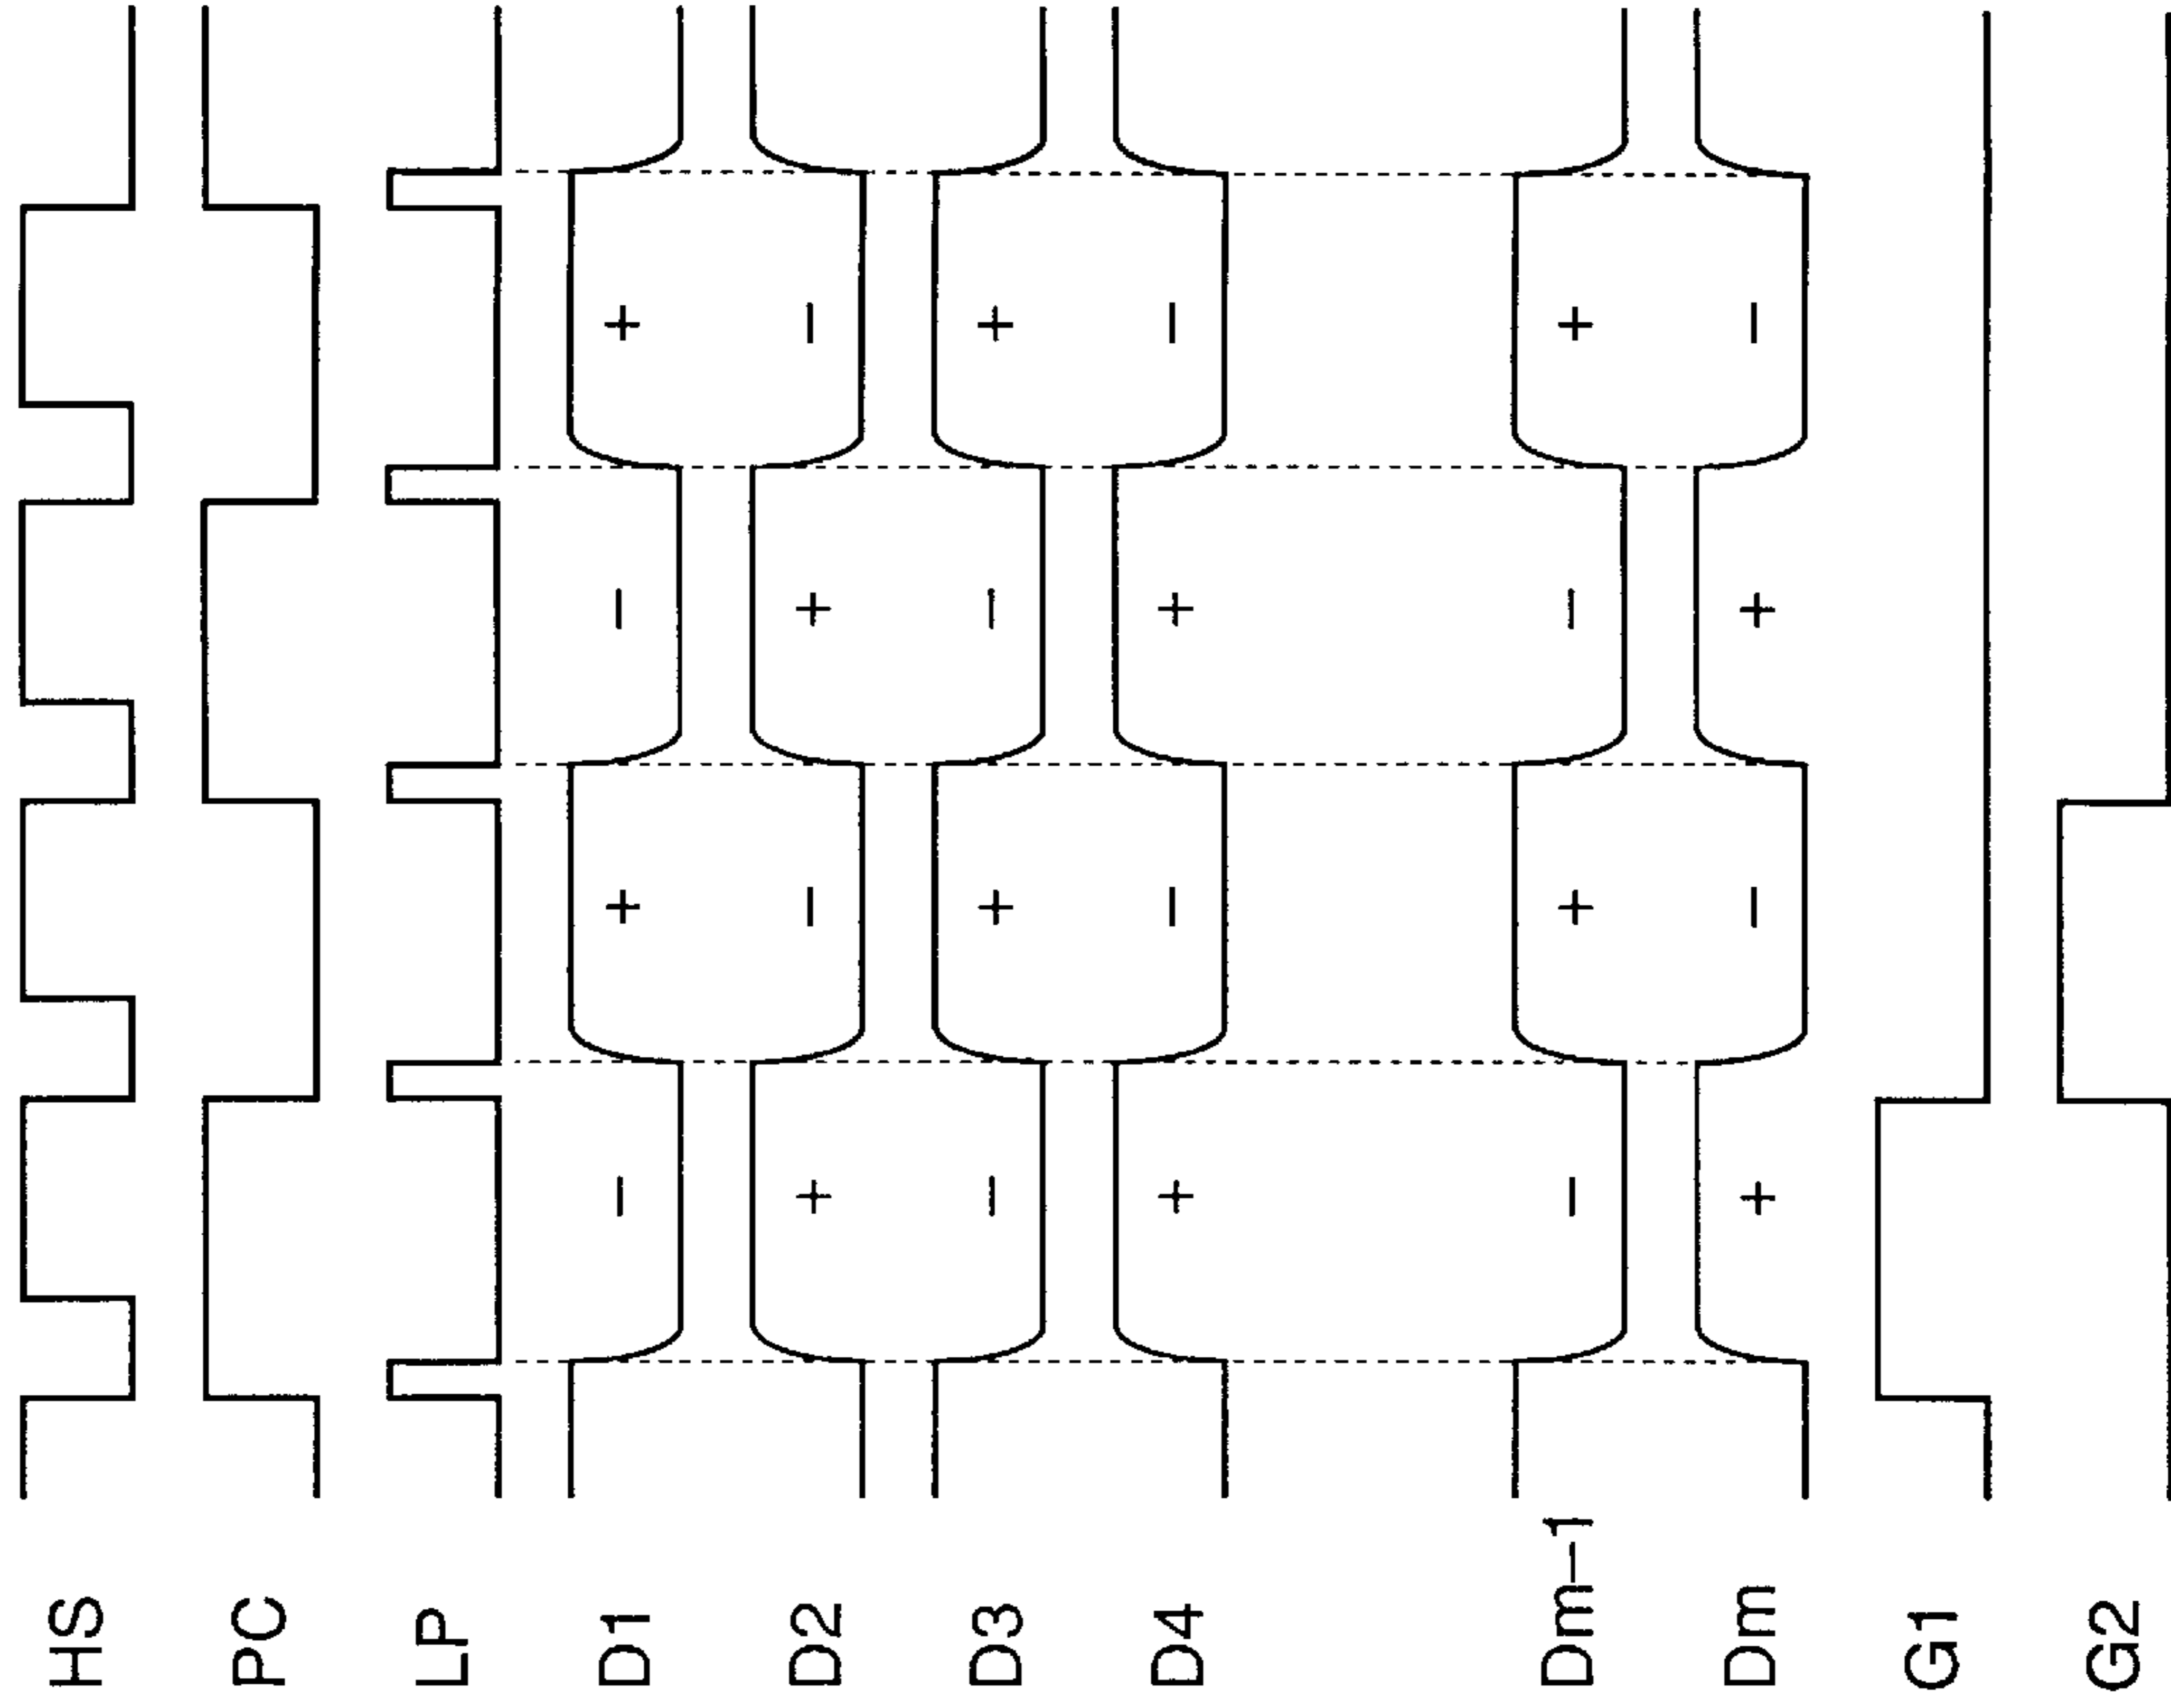 HS
PC
LP
D1 − + − +
D2 + − + −
D3 − + − +
D4 + − + −
Dm−1 − + − +
Dm + − + −
G1
G2